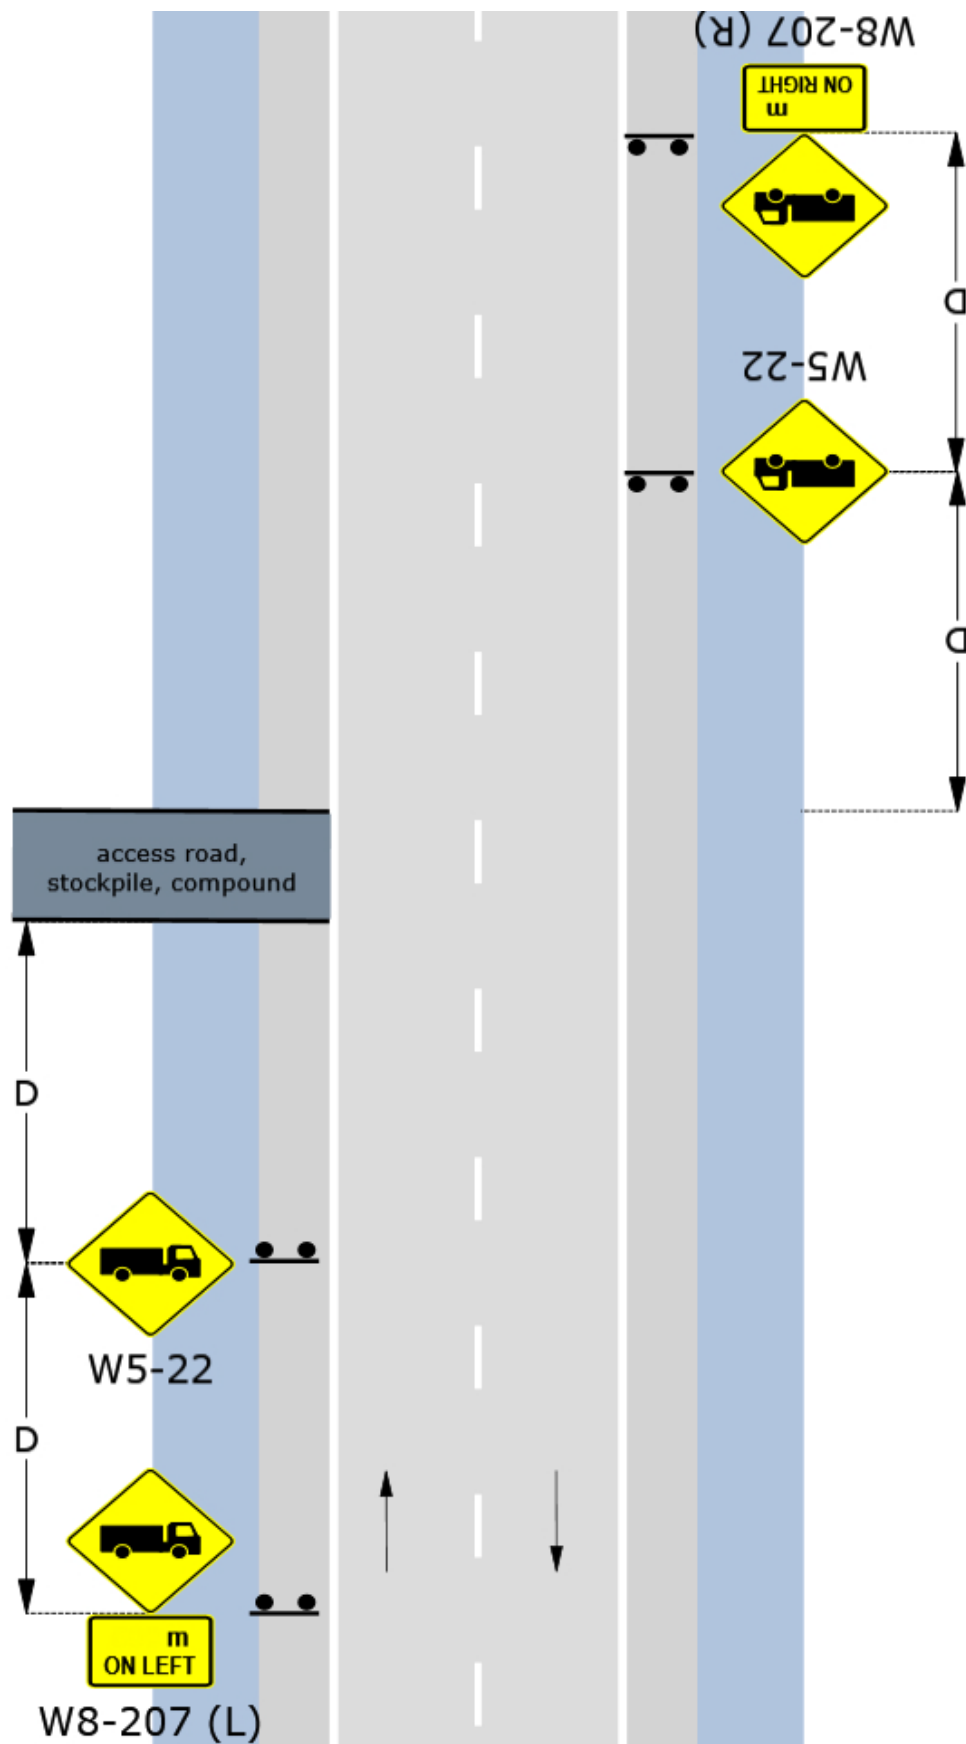 W8-207 (R)
m
ON RIGHT
D
W5-22
D
access road,
stockpile, compound
D
W5-22
D
m
ON LEFT
W8-207 (L)